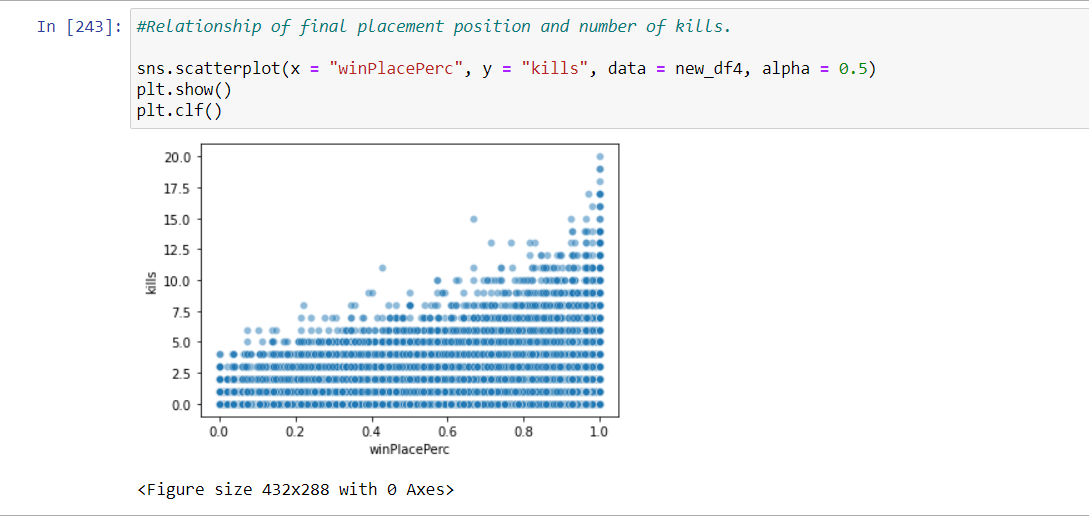 In [243]: #Relationship of final placement position and number of kills.
sns.scatterplot(x = "winPlacePerc", y = "kills", data = new_df4, alpha = 0.5)
plt.show()
plt.clf()
20.0
17.5
15.0
12.5
10.0
7.5
5.0
2.5
0.0
kills
0.0 0.2 0.4 0.6 0.8 1.0
winPlacePerc
<Figure size 432x288 with 0 Axes>